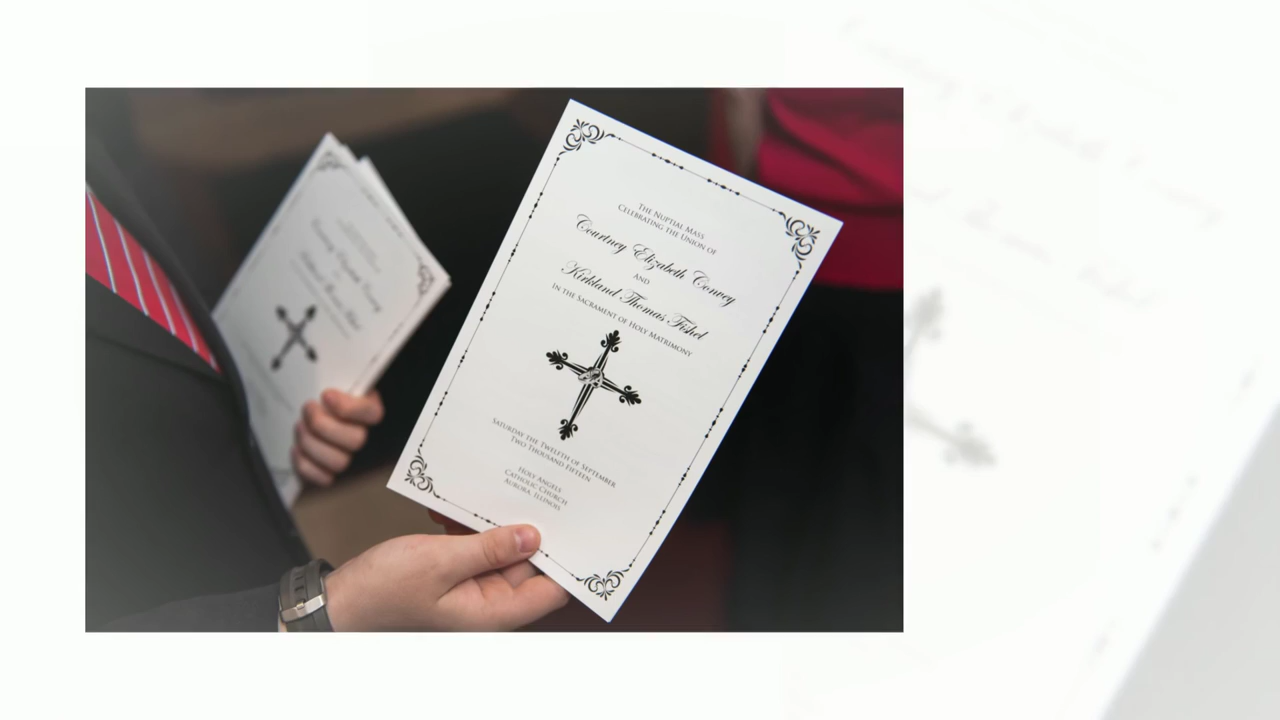 The Nuptial Mass
Celebrating the Union of
Courtney Elizabeth Convey
and
Kirkland Thomas Fishel
In the Sacrament of Holy Matrimony
Saturday the Twelfth of September
Two Thousand Fifteen
Holy Angels
Catholic Church
Aurora, Illinois